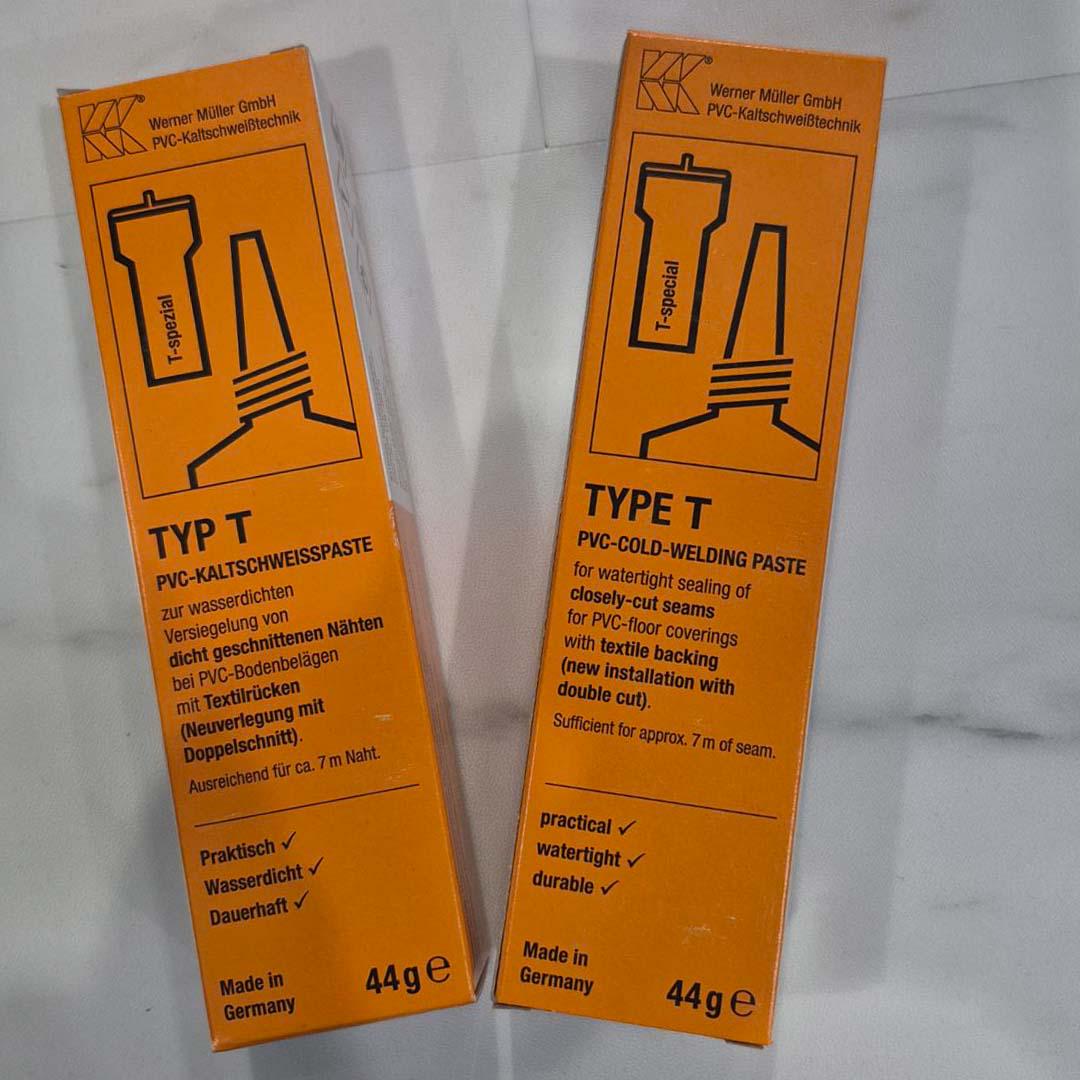 Werner Müller GmbH
PVC-Kaltschweißtechnik
T-spezial
TYP T
PVC-KALTSCHWEISSPASTE
zur wasserdichten
Versiegelung von
dicht geschnittenen Nähten
bei PVC-Bodenbelägen
mit Textilrücken
(Neuverlegung mit
Doppelschnitt).
Ausreichend für ca. 7 m Naht.
Praktisch ✓
Wasserdicht ✓
Dauerhaft ✓
Made in
Germany
44 g ℮
Werner Müller GmbH
PVC-Kaltschweißtechnik
T-special
TYPE T
PVC-COLD-WELDING PASTE
for watertight sealing of
closely-cut seams
for PVC-floor coverings
with textile backing
(new installation with
double cut).
Sufficient for approx. 7 m of seam.
practical ✓
watertight ✓
durable ✓
Made in
Germany
44 g ℮